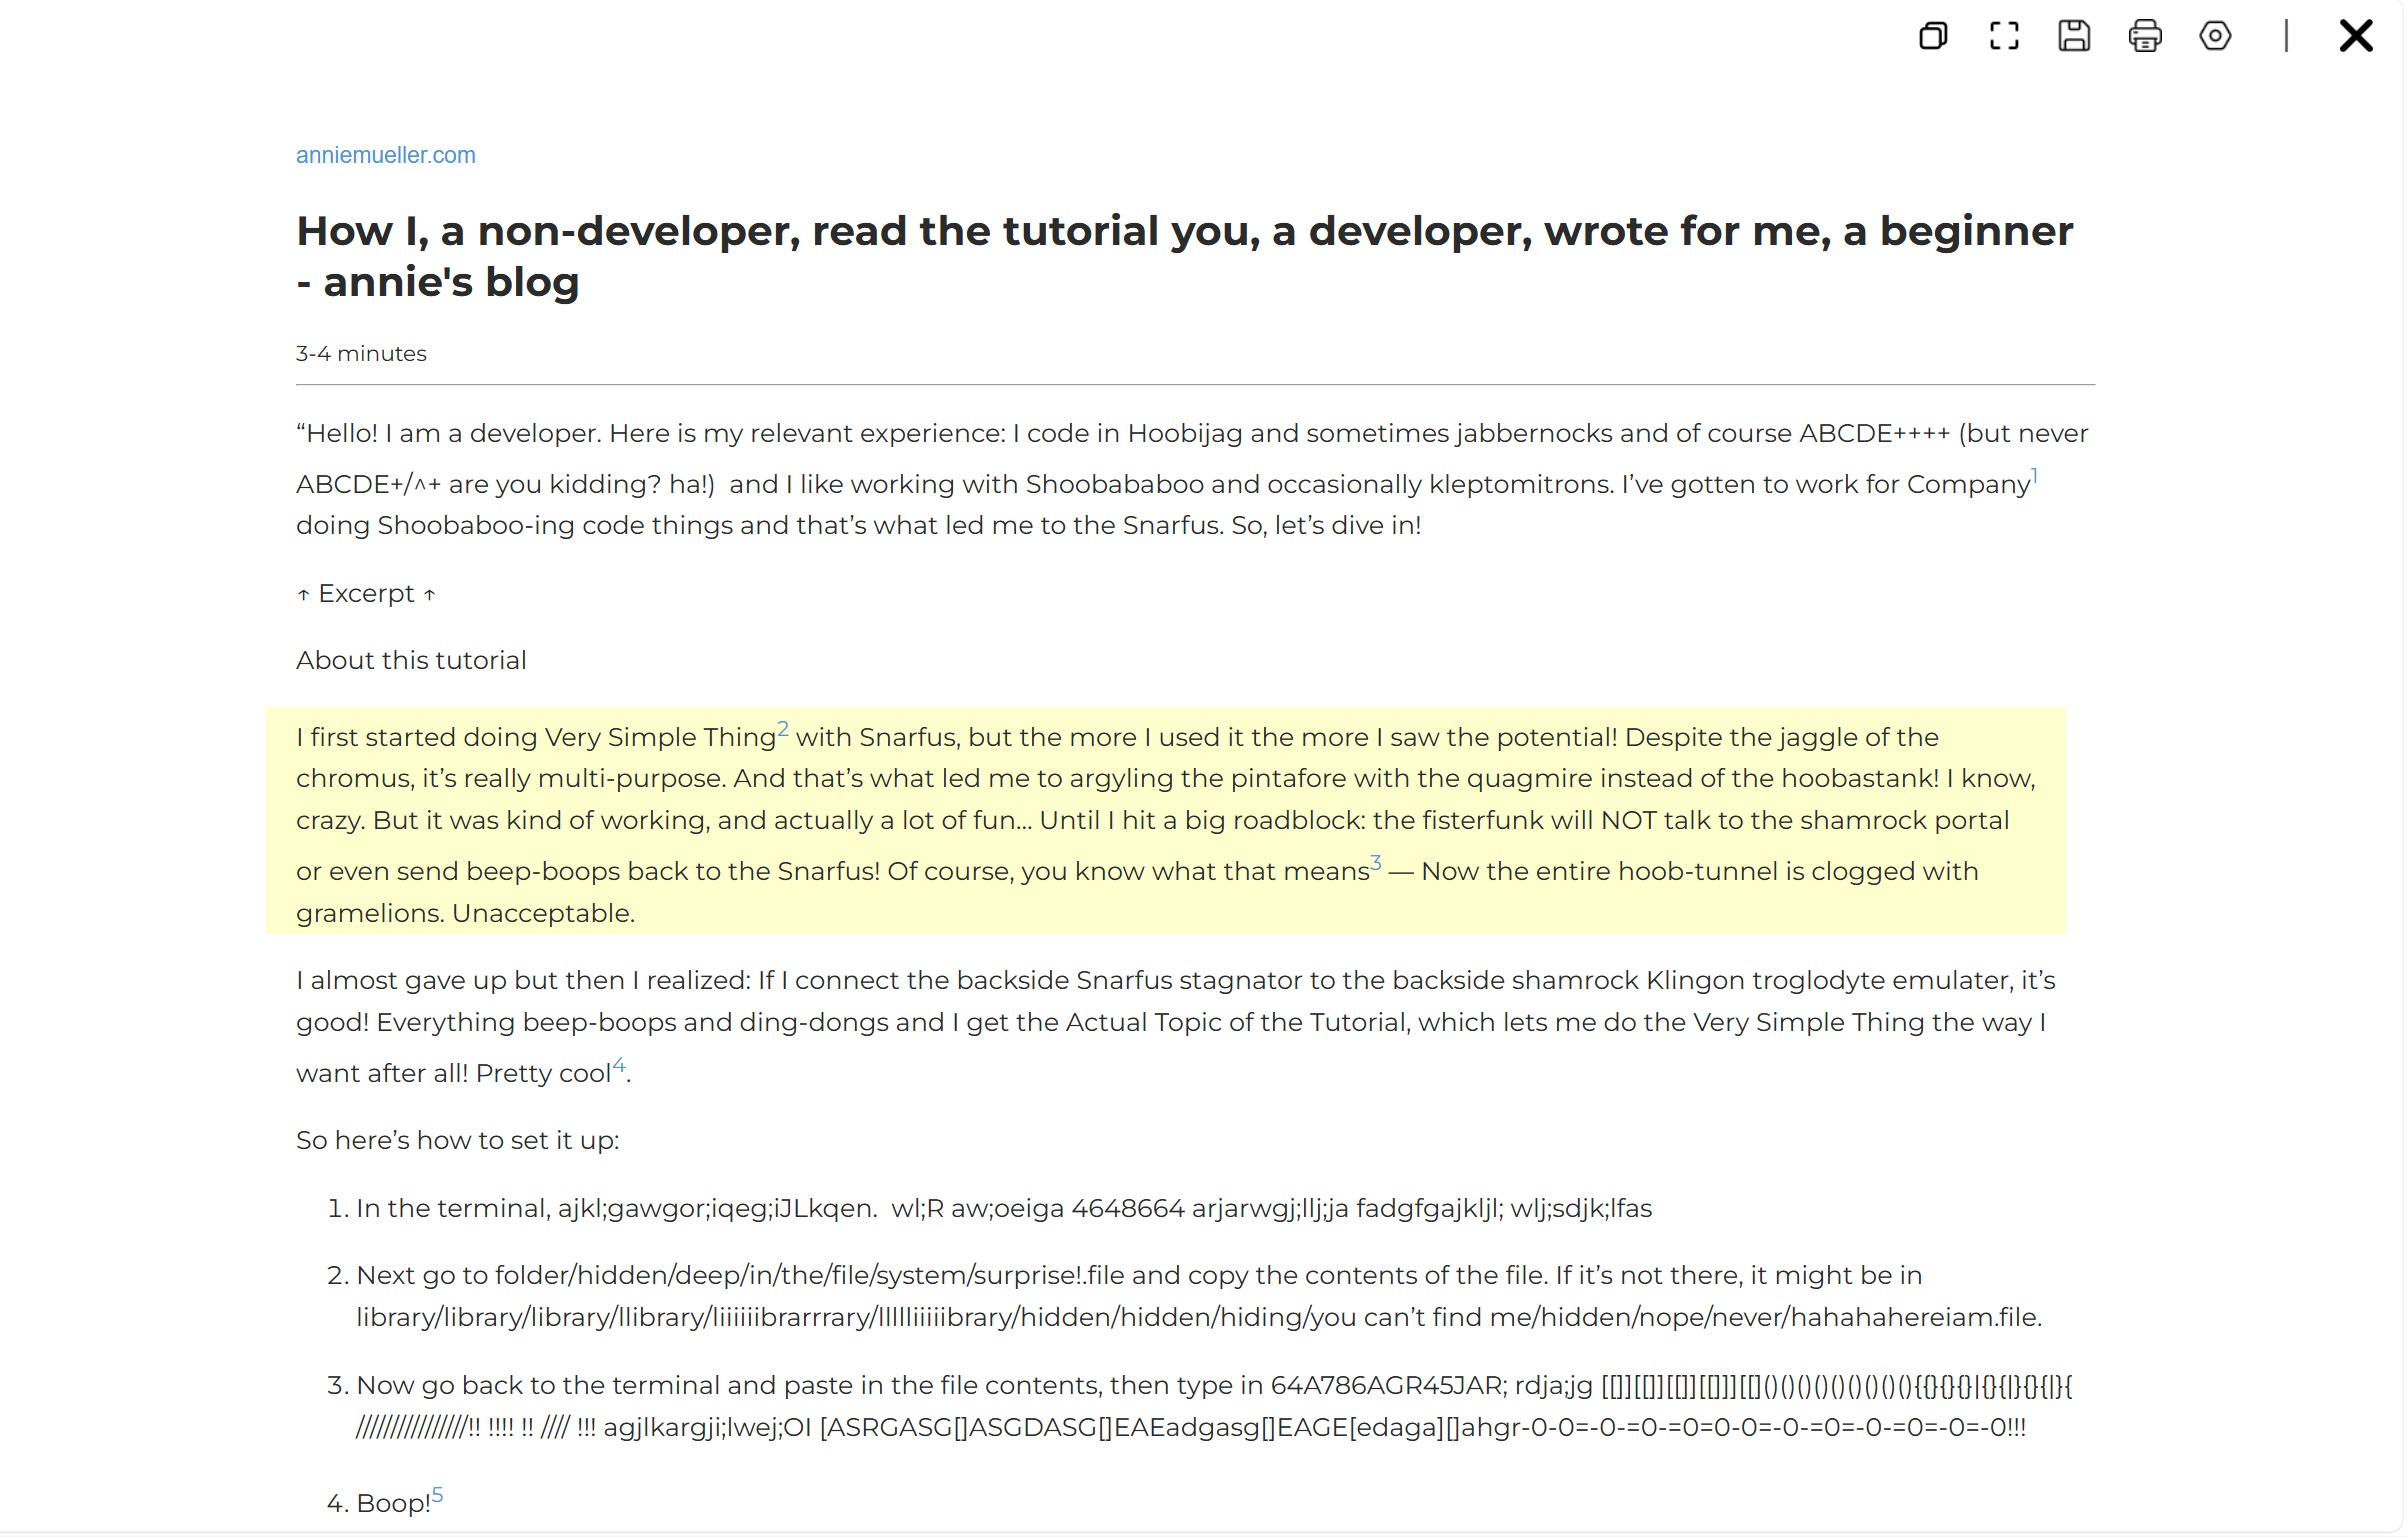 anniemueller.com
How I, a non-developer, read the tutorial you, a developer, wrote for me, a beginner
- annie's blog
3-4 minutes
“Hello! I am a developer. Here is my relevant experience: I code in Hoobijag and sometimes jabbernocks and of course ABCDE++++ (but never
ABCDE+/^+ are you kidding? ha!)  and I like working with Shoobababoo and occasionally kleptomitrons. I’ve gotten to work for Company1
doing Shoobaboo-ing code things and that’s what led me to the Snarfus. So, let’s dive in!
↑ Excerpt ↑
About this tutorial
I first started doing Very Simple Thing2 with Snarfus, but the more I used it the more I saw the potential! Despite the jaggle of the
chromus, it’s really multi-purpose. And that’s what led me to argyling the pintafore with the quagmire instead of the hoobastank! I know,
crazy. But it was kind of working, and actually a lot of fun... Until I hit a big roadblock: the fisterfunk will NOT talk to the shamrock portal
or even send beep-boops back to the Snarfus! Of course, you know what that means3 — Now the entire hoob-tunnel is clogged with
gramelions. Unacceptable.
I almost gave up but then I realized: If I connect the backside Snarfus stagnator to the backside shamrock Klingon troglodyte emulater, it’s
good! Everything beep-boops and ding-dongs and I get the Actual Topic of the Tutorial, which lets me do the Very Simple Thing the way I
want after all! Pretty cool4.
So here’s how to set it up:
1. In the terminal, ajkl;gawgor;iqeg;iJLkqen.  wl;R aw;oeiga 4648664 arjarwgj;llj;ja fadgfgajkljl; wlj;sdjk;lfas
2. Next go to folder/hidden/deep/in/the/file/system/surprise!.file and copy the contents of the file. If it’s not there, it might be in
library/library/library/llibrary/liiiiiibrarrrary/lllllliiiiibrary/hidden/hidden/hiding/you can’t find me/hidden/nope/never/hahahahereiam.file.
3. Now go back to the terminal and paste in the file contents, then type in 64A786AGR45JAR; rdja;jg [[]][[]][[]][[]]][[]()()()()()()()()(){{}{}{}|{}{|}{}{|}{
////////////////!! !!!! !! //// !!! agjlkargji;lwej;OI [ASRGASG[]ASGDASG[]EAEadgasg[]EAGE[edaga][]ahgr-0-0=-0-=0-=0=0-0=-0-=0=-0-=0=-0=-0!!!
4. Boop!5